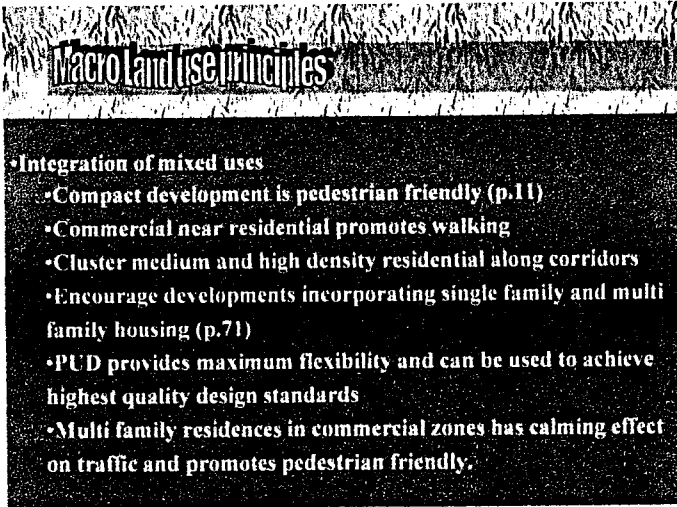 Macro Land use principles
•Integration of mixed uses
•Compact development is pedestrian friendly (p.11)
•Commercial near residential promotes walking
•Cluster medium and high density residential along corridors
•Encourage developments incorporating single family and multi
family housing (p.71)
•PUD provides maximum flexibility and can be used to achieve
highest quality design standards
•Multi family residences in commercial zones has calming effect
on traffic and promotes pedestrian friendly.